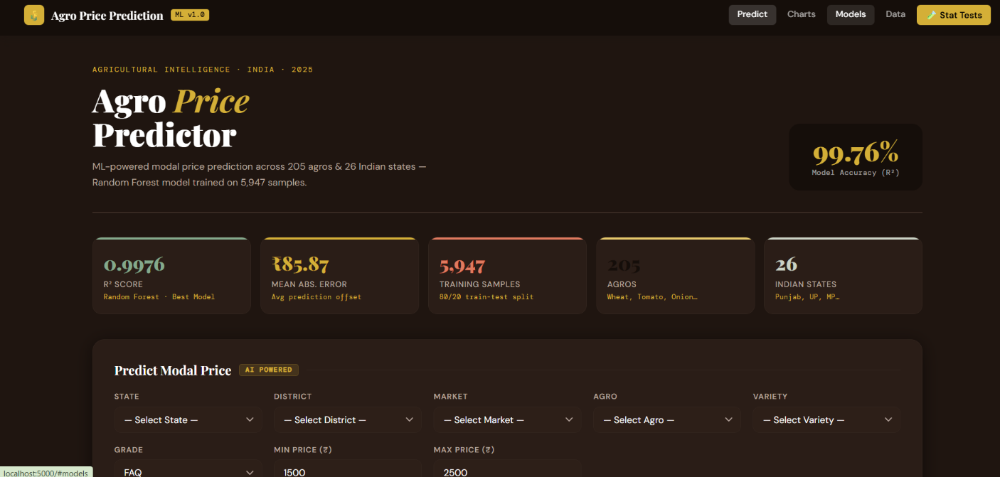 Agro Price Prediction ML v1.0 Predict Charts Models Data Stat Tests
AGRICULTURAL INTELLIGENCE · INDIA · 2025
Agro Price
Predictor
ML-powered modal price prediction across 205 agros & 26 Indian states —
Random Forest model trained on 5,947 samples.
99.76%
Model Accuracy (R²)
0.9976
R² SCORE
Random Forest · Best Model
₹85.87
MEAN ABS. ERROR
Avg prediction offset
5,947
TRAINING SAMPLES
80/20 train-test split
205
AGROS
Wheat, Tomato, Onion…
26
INDIAN STATES
Punjab, UP, MP…
Predict Modal Price AI POWERED
STATE DISTRICT MARKET AGRO VARIETY
— Select State — — Select District — — Select Market — — Select Agro — — Select Variety —
GRADE MIN PRICE (₹) MAX PRICE (₹)
FAQ 1500 2500
localhost:5000/#models